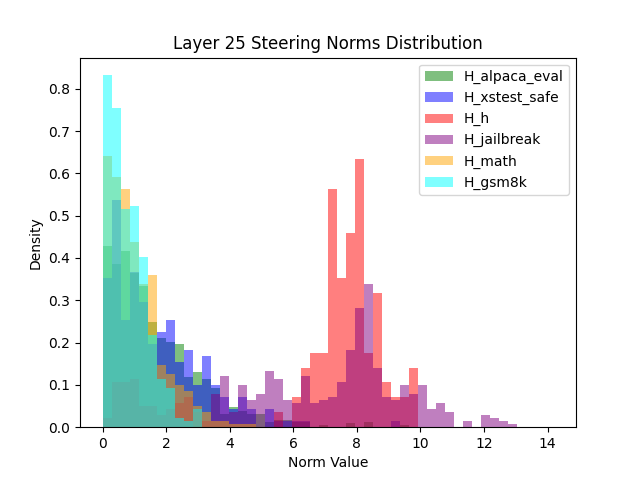 Layer 25 Steering Norms Distribution
H_alpaca_eval
H_xstest_safe
H_h
H_jailbreak
H_math
H_gsm8k
Density
0.8
0.7
0.6
0.5
0.4
0.3
0.2
0.1
0.0
0 2 4 6 8 10 12 14
Norm Value